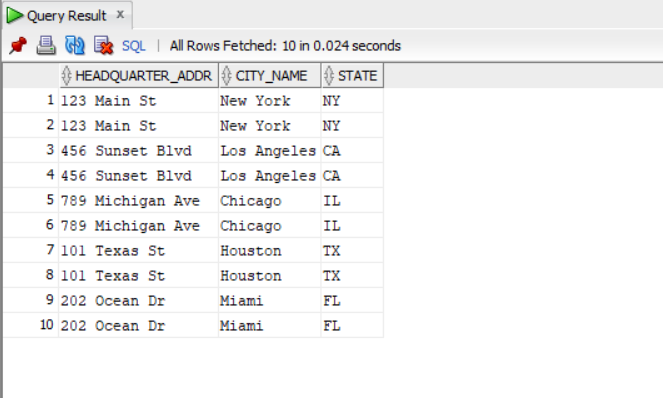 Query Result x
SQL | All Rows Fetched: 10 in 0.024 seconds
HEADQUARTER_ADDR CITY_NAME STATE
1 123 Main St New York NY
2 123 Main St New York NY
3 456 Sunset Blvd Los Angeles CA
4 456 Sunset Blvd Los Angeles CA
5 789 Michigan Ave Chicago IL
6 789 Michigan Ave Chicago IL
7 101 Texas St Houston TX
8 101 Texas St Houston TX
9 202 Ocean Dr Miami FL
10 202 Ocean Dr Miami FL